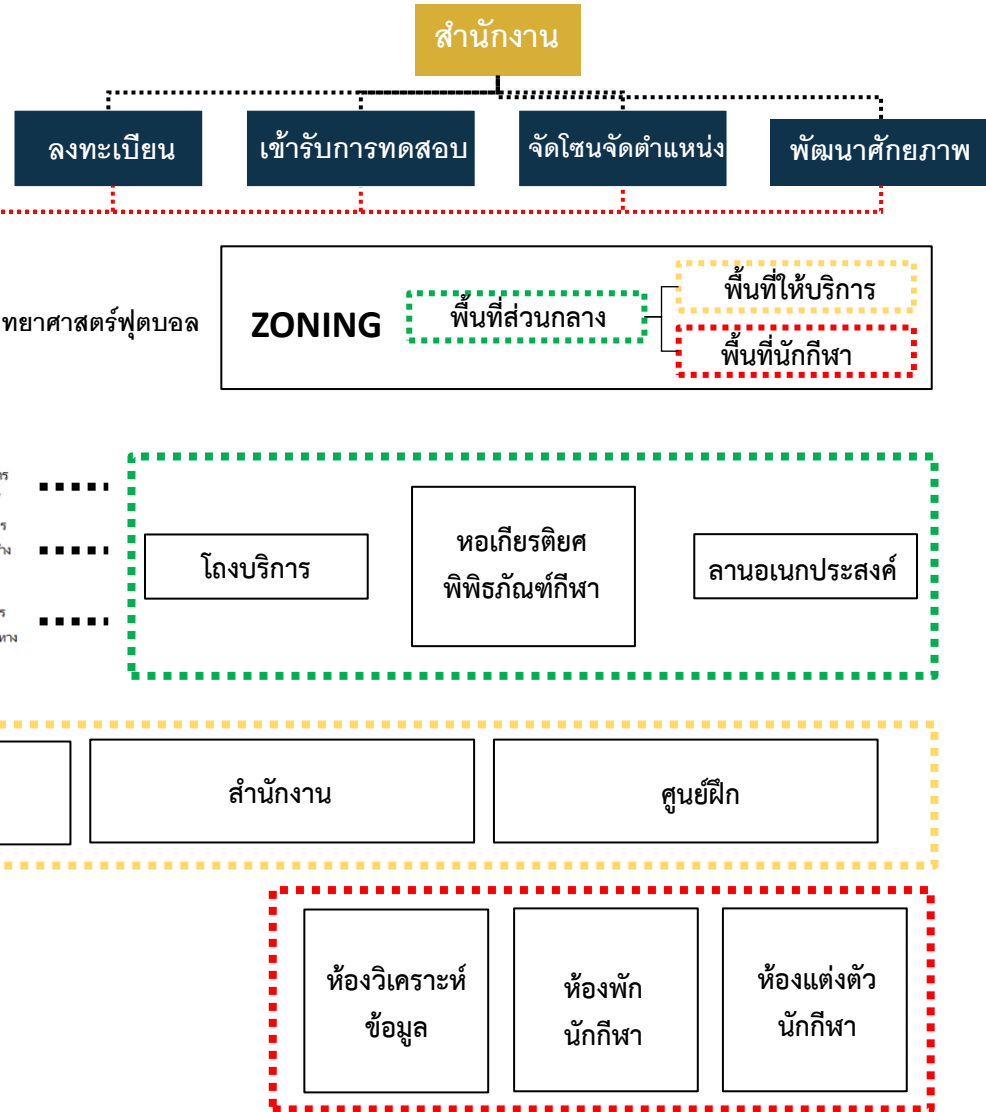 สำนักงาน
ลงทะเบียน
เข้ารับการทดสอบ
จัดโซนจัดตำแหน่ง
พัฒนาศักยภาพ
ทยาศาสตร์ฟุตบอล
ZONING
พื้นที่ส่วนกลาง
พื้นที่ให้บริการ
พื้นที่นักกีฬา
โถงบริการ
หอเกียรติยศ
พิพิธภัณฑ์กีฬา
ลานอเนกประสงค์
สำนักงาน
ศูนย์ฝึก
ห้องวิเคราะห์
ข้อมูล
ห้องพัก
นักกีฬา
ห้องแต่งตัว
นักกีฬา